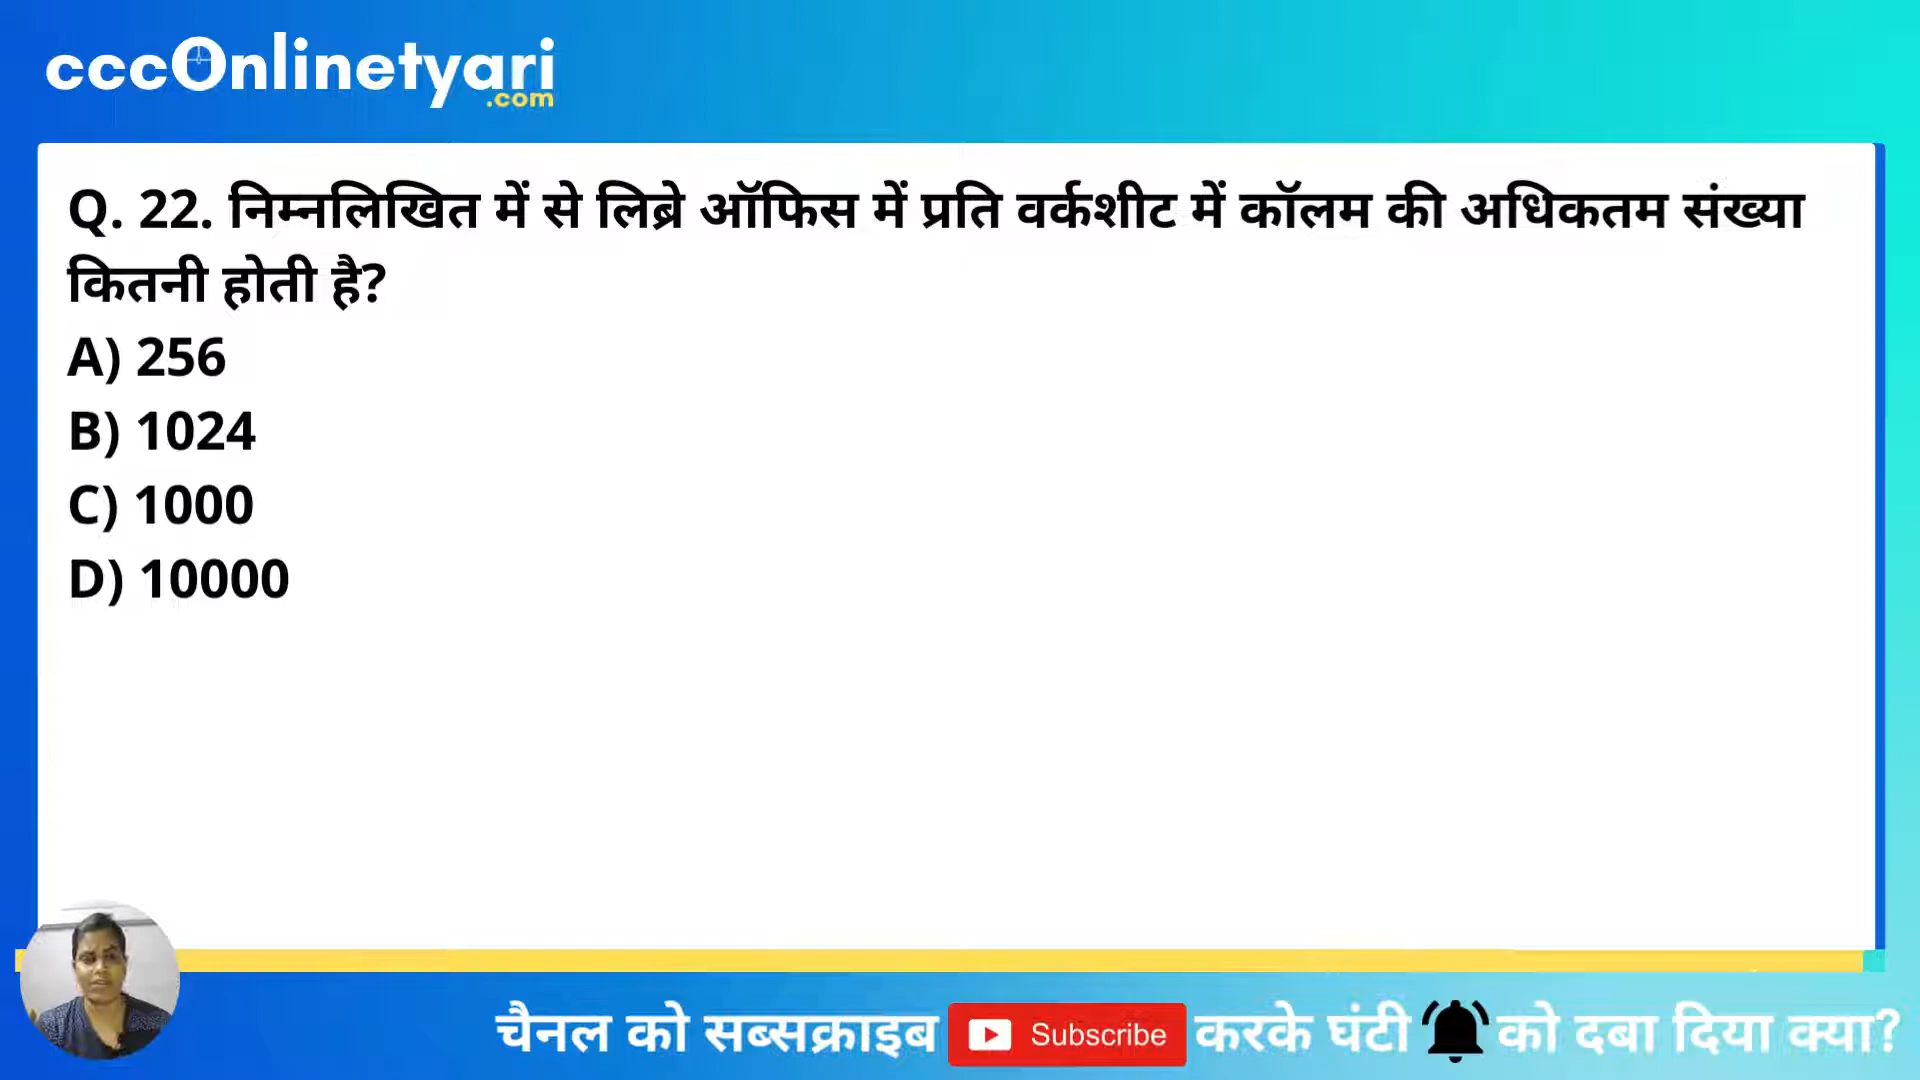 cccOnlinetyari
.com
Q. 22. निम्नलिखित में से लिब्रे ऑफिस में प्रति वर्कशीट में कॉलम की अधिकतम संख्या
कितनी होती है?
A) 256
B) 1024
C) 1000
D) 10000
चैनल को सब्सक्राइब Subscribe करके घंटी को दबा दिया क्या?